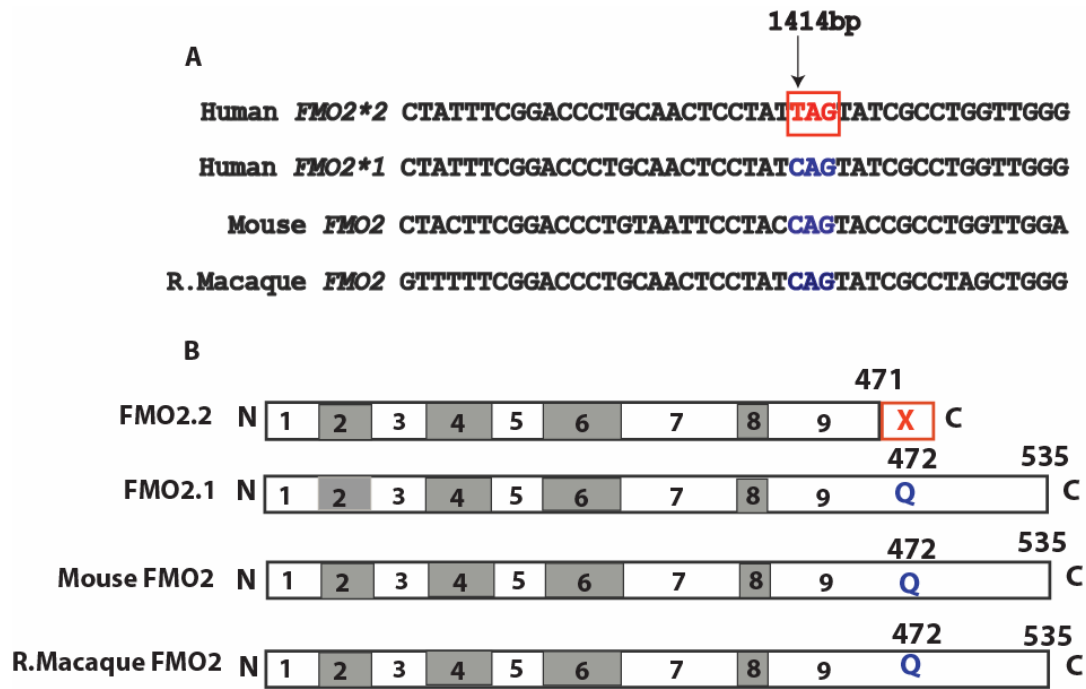 1414bp
A
Human FMO2*2 CTATTTCGGACCCTGCAACTCCTATTAGTATCGCCTGGTTGGG
Human FMO2*1 CTATTTCGGACCCTGCAACTCCTATCAGTATCGCCTGGTTGGG
Mouse FMO2 CTACTTCGGACCCTGTAATTCCTACCAGTACCGCCTGGTTGGA
R.Macaque FMO2 GTTTTTCGGACCCTGCAACTCCTATCAGTATCGCCTAGCTGGG
B
471
FMO2.2 N 1 2 3 4 5 6 7 8 9 X C
472 535
FMO2.1 N 1 2 3 4 5 6 7 8 9 Q C
472 535
Mouse FMO2 N 1 2 3 4 5 6 7 8 9 Q C
472 535
R.Macaque FMO2 N 1 2 3 4 5 6 7 8 9 Q C